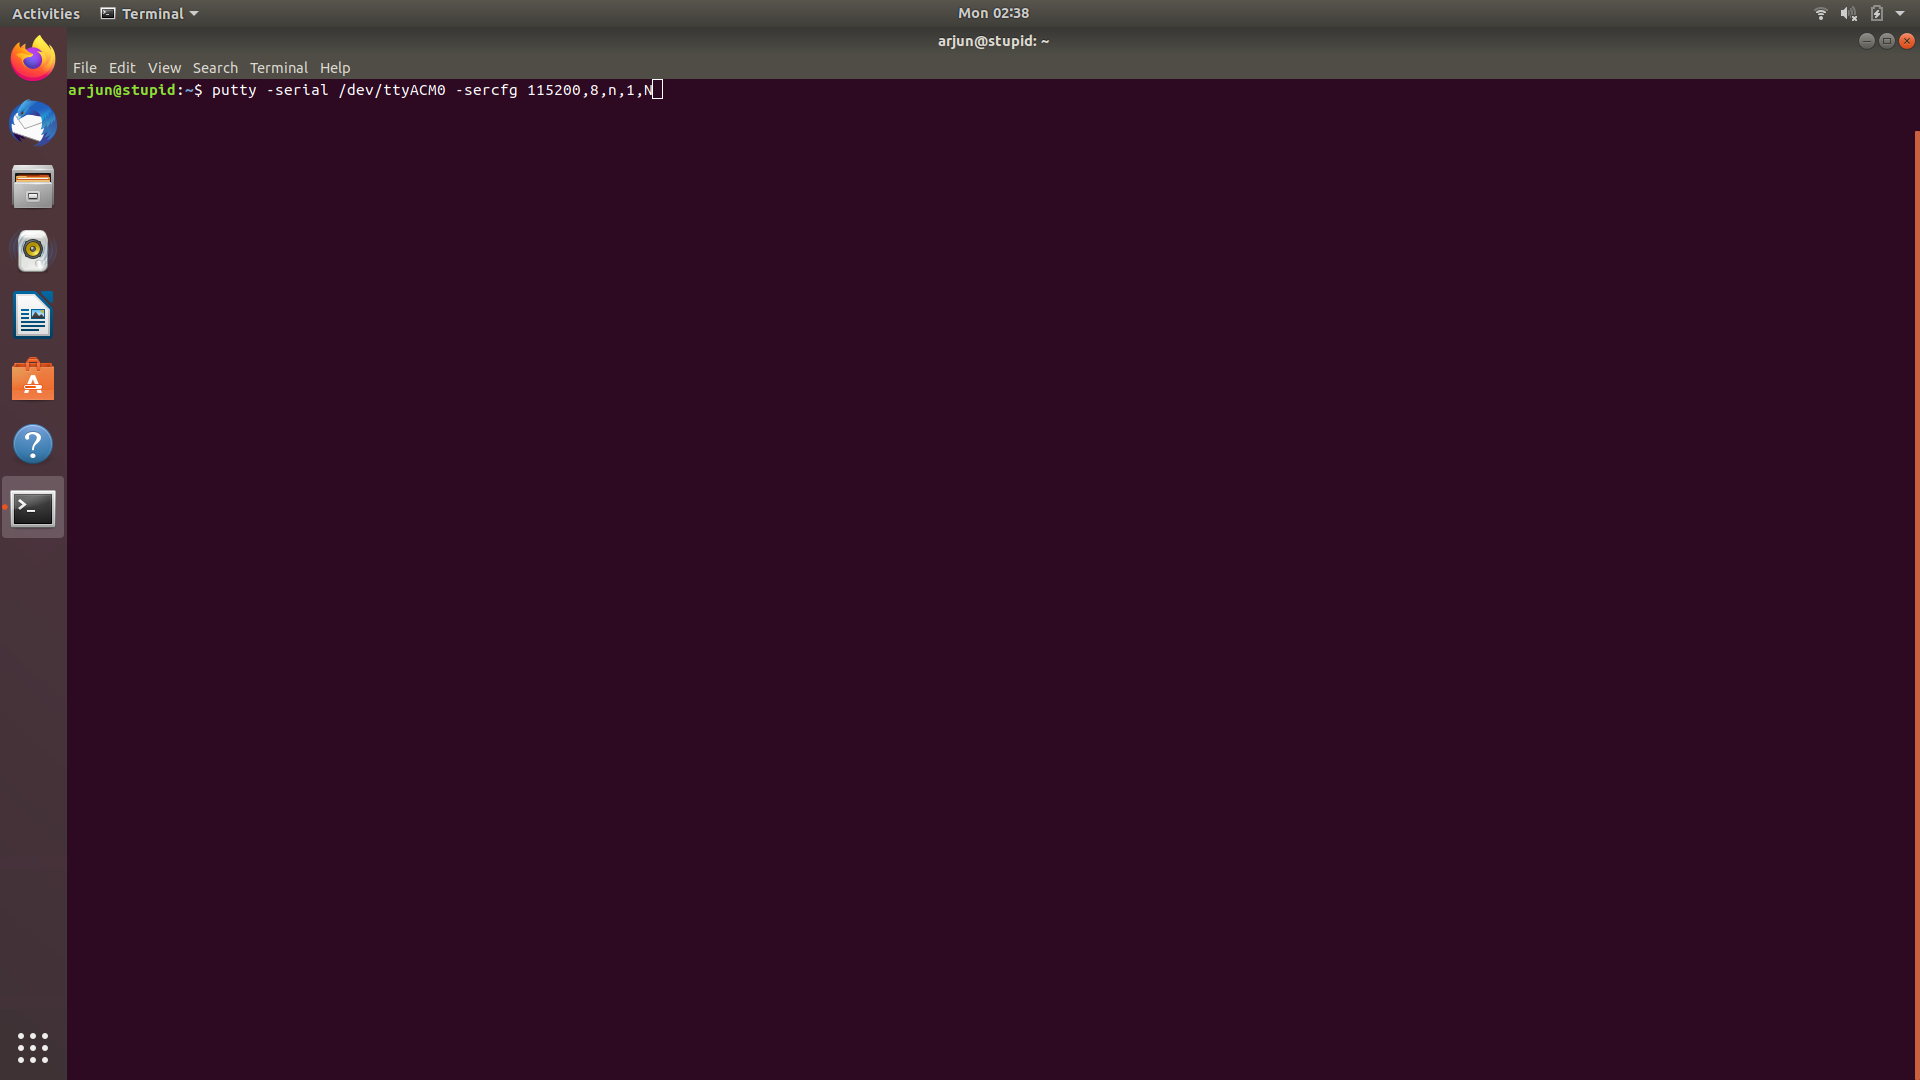 Activities Terminal Mon 02:38
arjun@stupid: ~
File Edit View Search Terminal Help
arjun@stupid:~$ putty -serial /dev/ttyACM0 -sercfg 115200,8,n,1,N